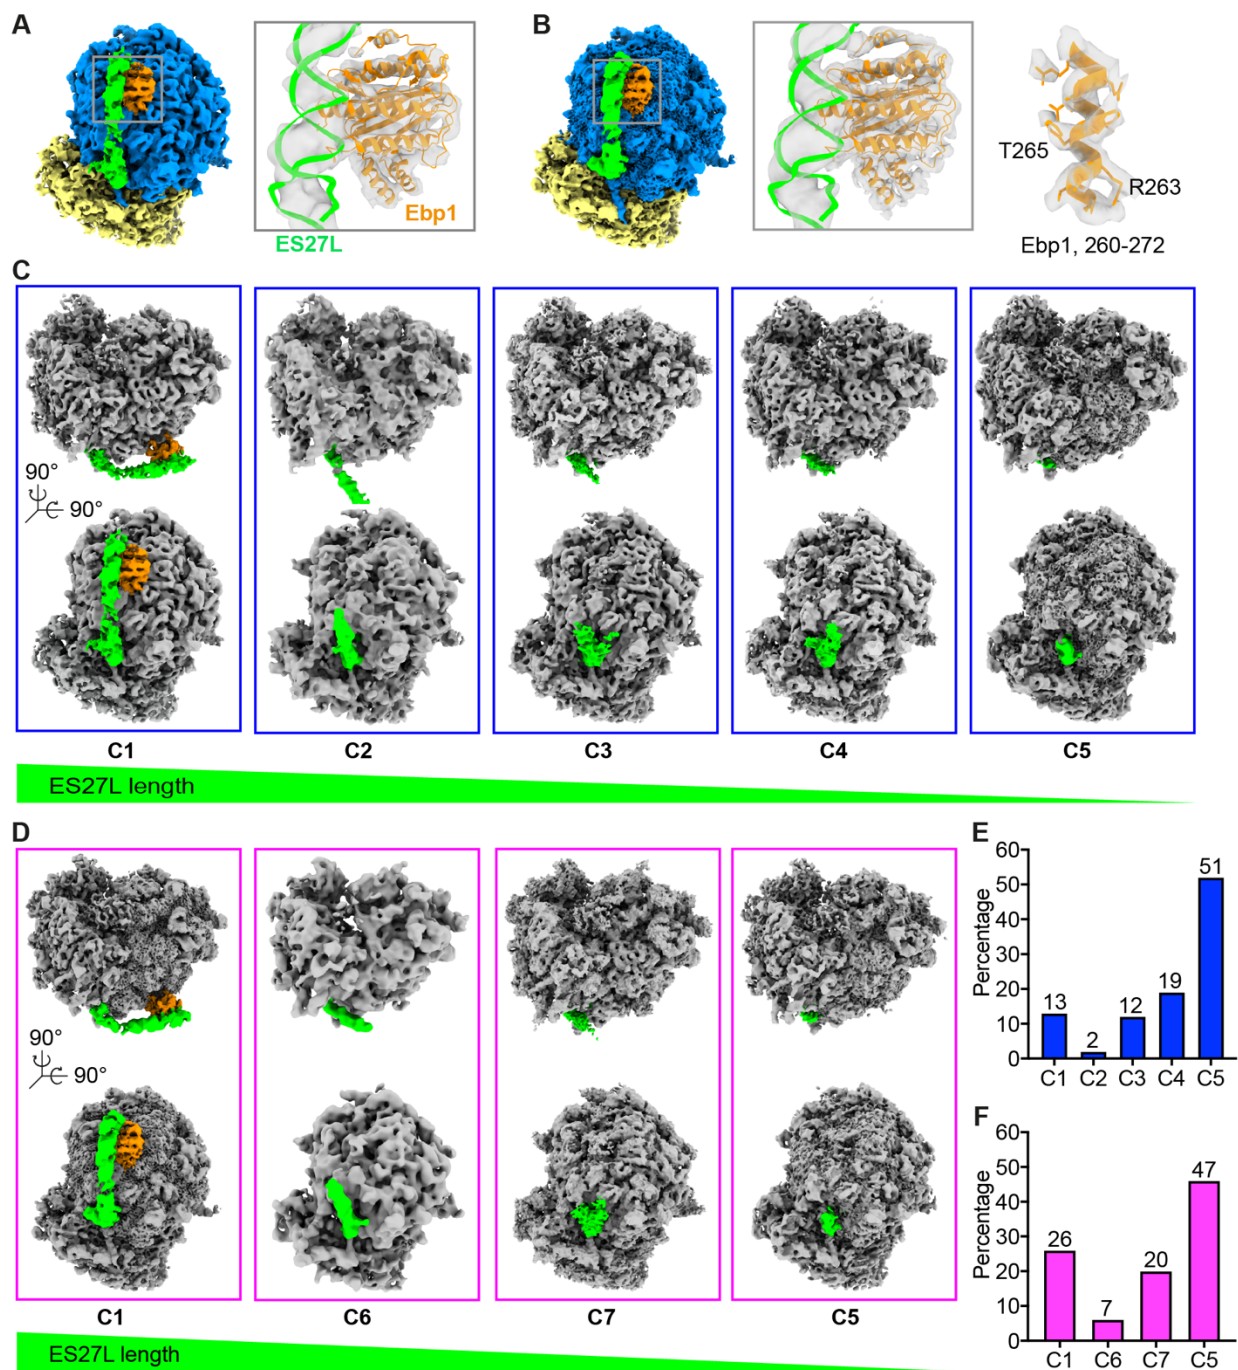 A
B
Ebp1
ES27L
T265
R263
Ebp1, 260-272
C
90°
90°
C1
C2
C3
C4
C5
ES27L length
D
90°
90°
C1
C6
C7
C5
ES27L length
E
Percentage
60
50
40
30
20
10
0
13
2
12
19
51
C1
C2
C3
C4
C5
F
Percentage
60
50
40
30
20
10
0
26
7
20
47
C1
C6
C7
C5